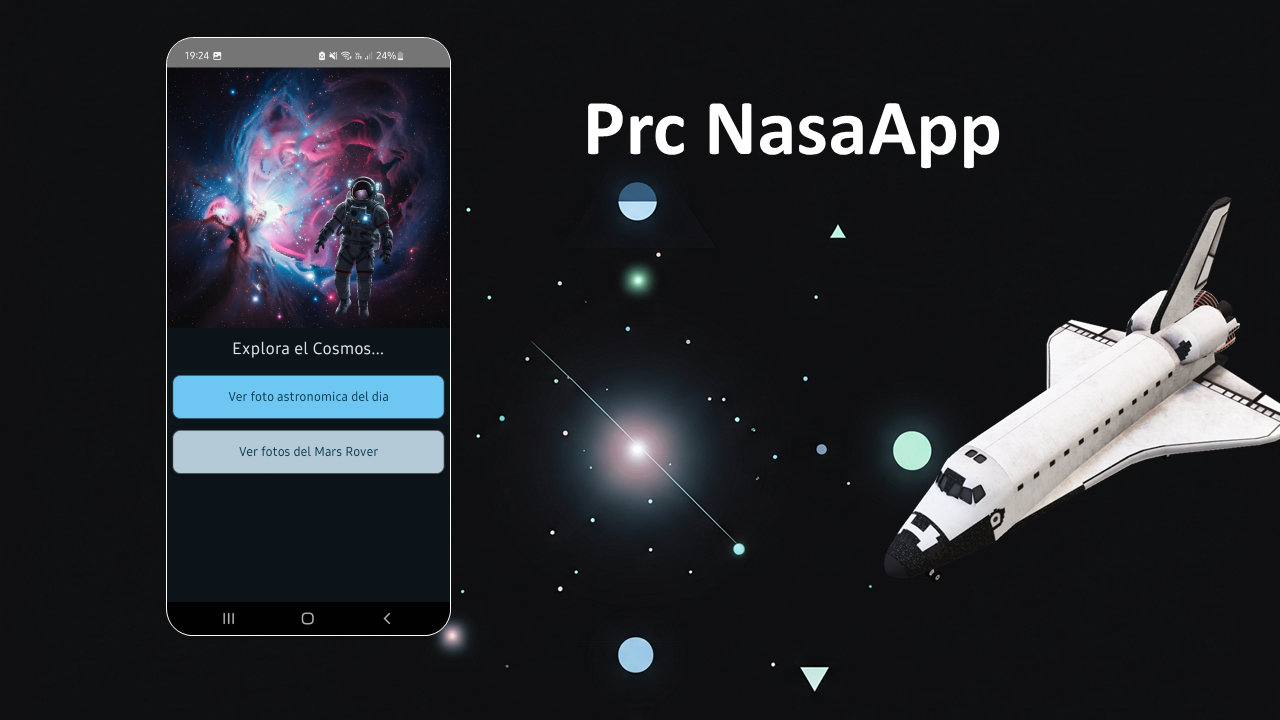 19:24
24%
Prc NasaApp
Explora el Cosmos...
Ver foto astronomica del dia
Ver fotos del Mars Rover